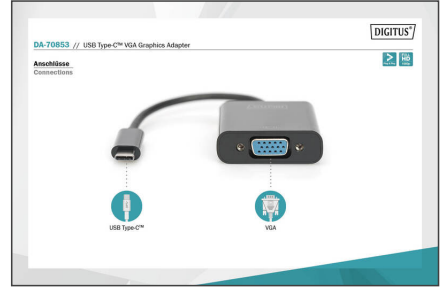 DIGITUS®
DA-70853 // USB Type-C™ VGA Graphics Adapter
Anschlüsse
Connections
USB Type-C™
VGA